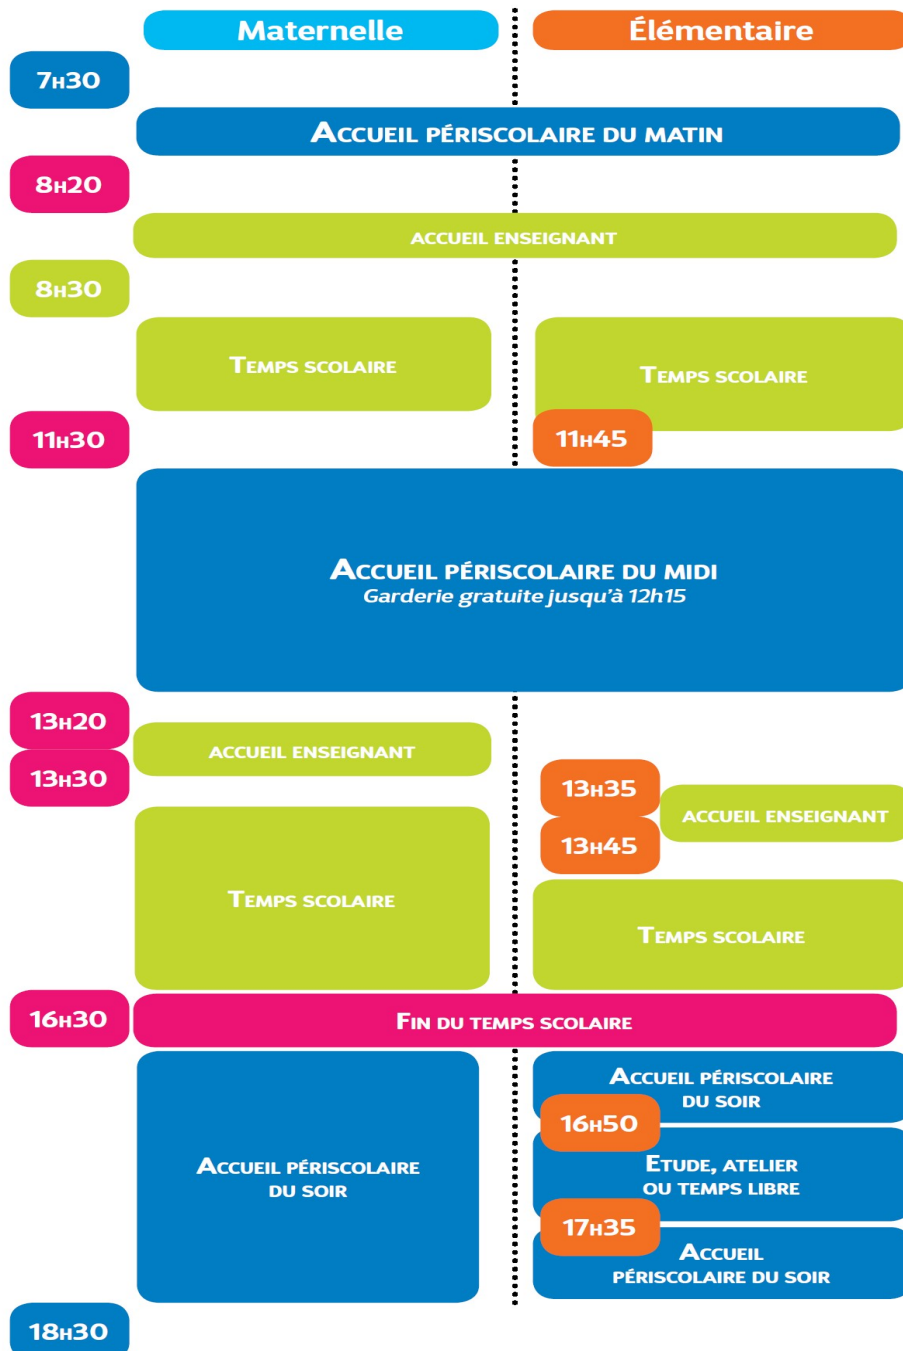 Maternelle
Élémentaire
7H30
ACCUEIL PÉRISCOLAIRE DU MATIN
8H20
ACCUEIL ENSEIGNANT
8H30
TEMPS SCOLAIRE
TEMPS SCOLAIRE
11H30
11H45
ACCUEIL PÉRISCOLAIRE DU MIDI
Garderie gratuite jusqu'à 12h15
13H20
ACCUEIL ENSEIGNANT
13H30
13H35
ACCUEIL ENSEIGNANT
13H45
TEMPS SCOLAIRE
TEMPS SCOLAIRE
16H30
FIN DU TEMPS SCOLAIRE
ACCUEIL PÉRISCOLAIRE
DU SOIR
ACCUEIL PÉRISCOLAIRE
DU SOIR
16H50
ETUDE, ATELIER
OU TEMPS LIBRE
17H35
ACCUEIL
PÉRISCOLAIRE DU SOIR
18H30